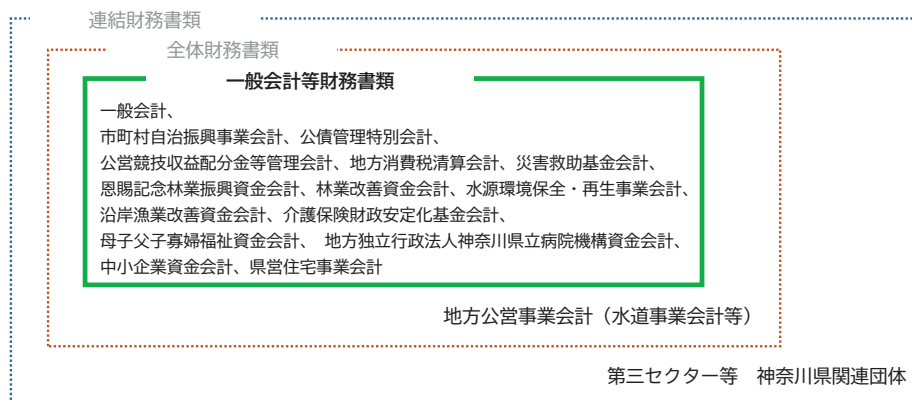 連結財務書類
全体財務書類
一般会計等財務書類
一般会計、
市町村自治振興事業会計、公債管理特別会計、
公営競技収益配分金等管理会計、地方消費税清算会計、災害救助基金会計、
恩賜記念林業振興資金会計、林業改善資金会計、水源環境保全・再生事業会計、
沿岸漁業改善資金会計、介護保険財政安定化基金会計、
母子父子寡婦福祉資金会計、 地方独立行政法人神奈川県立病院機構資金会計、
中小企業資金会計、県営住宅事業会計
地方公営事業会計（水道事業会計等）
第三セクター等　神奈川県関連団体